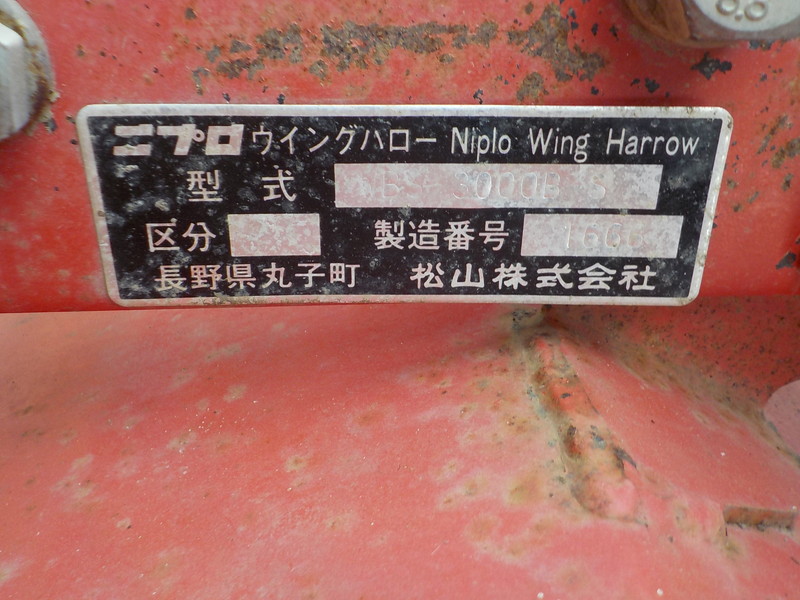 ニプロ ウイングハロー Niplo Wing Harrow
型式
区分 製造番号
長野県丸子町 松山株式会社